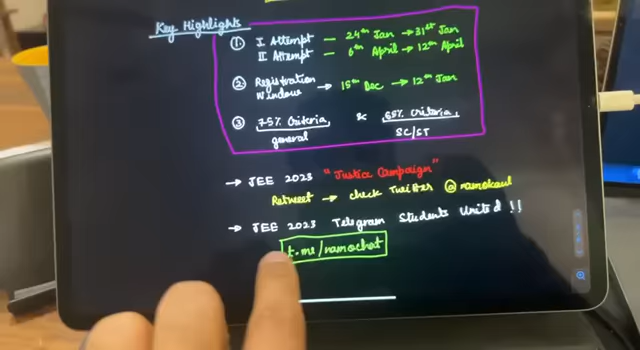 Key Highlights
① I Attempt — 24th Jan → 31st Jan
II Attempt — 6th April → 12th April
② Registration Window → 15th Dec → 12th Jan
③ 75% Criteria, & 65% Criteria,
general SC/ST
→ JEE 2023 "Justice Campaign"
Retweet → check Twitter @namokaul
→ JEE 2023 Telegram Students United !!
t.me/namochat